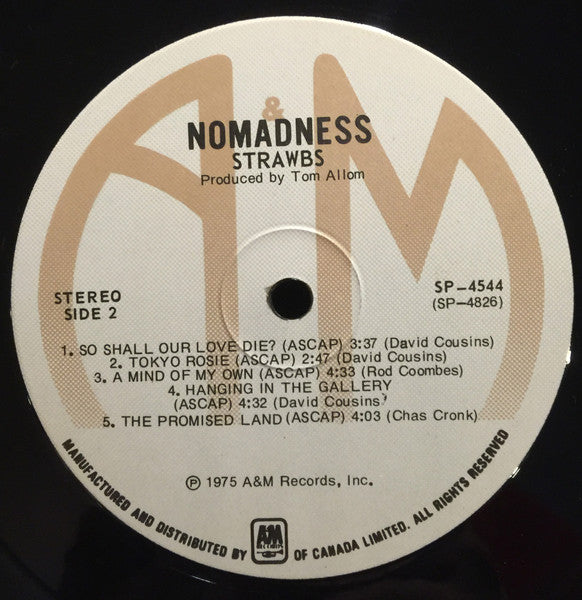 A&M
NOMADNESS
STRAWBS
Produced by Tom Allom
STEREO
SIDE 2
SP-4544
(SP-4826)
1. SO SHALL OUR LOVE DIE? (ASCAP) 3:37 (David Cousins)
2. TOKYO ROSIE (ASCAP) 2:47 (David Cousins)
3. A MIND OF MY OWN (ASCAP) 4:33 (Rod Coombes)
4. HANGING IN THE GALLERY
(ASCAP) 4:32 (David Cousins)
5. THE PROMISED LAND (ASCAP) 4:03 (Chas Cronk)
℗ 1975 A&M Records, Inc.
MANUFACTURED AND DISTRIBUTED BY A&M RECORDS OF CANADA LIMITED. ALL RIGHTS RESERVED